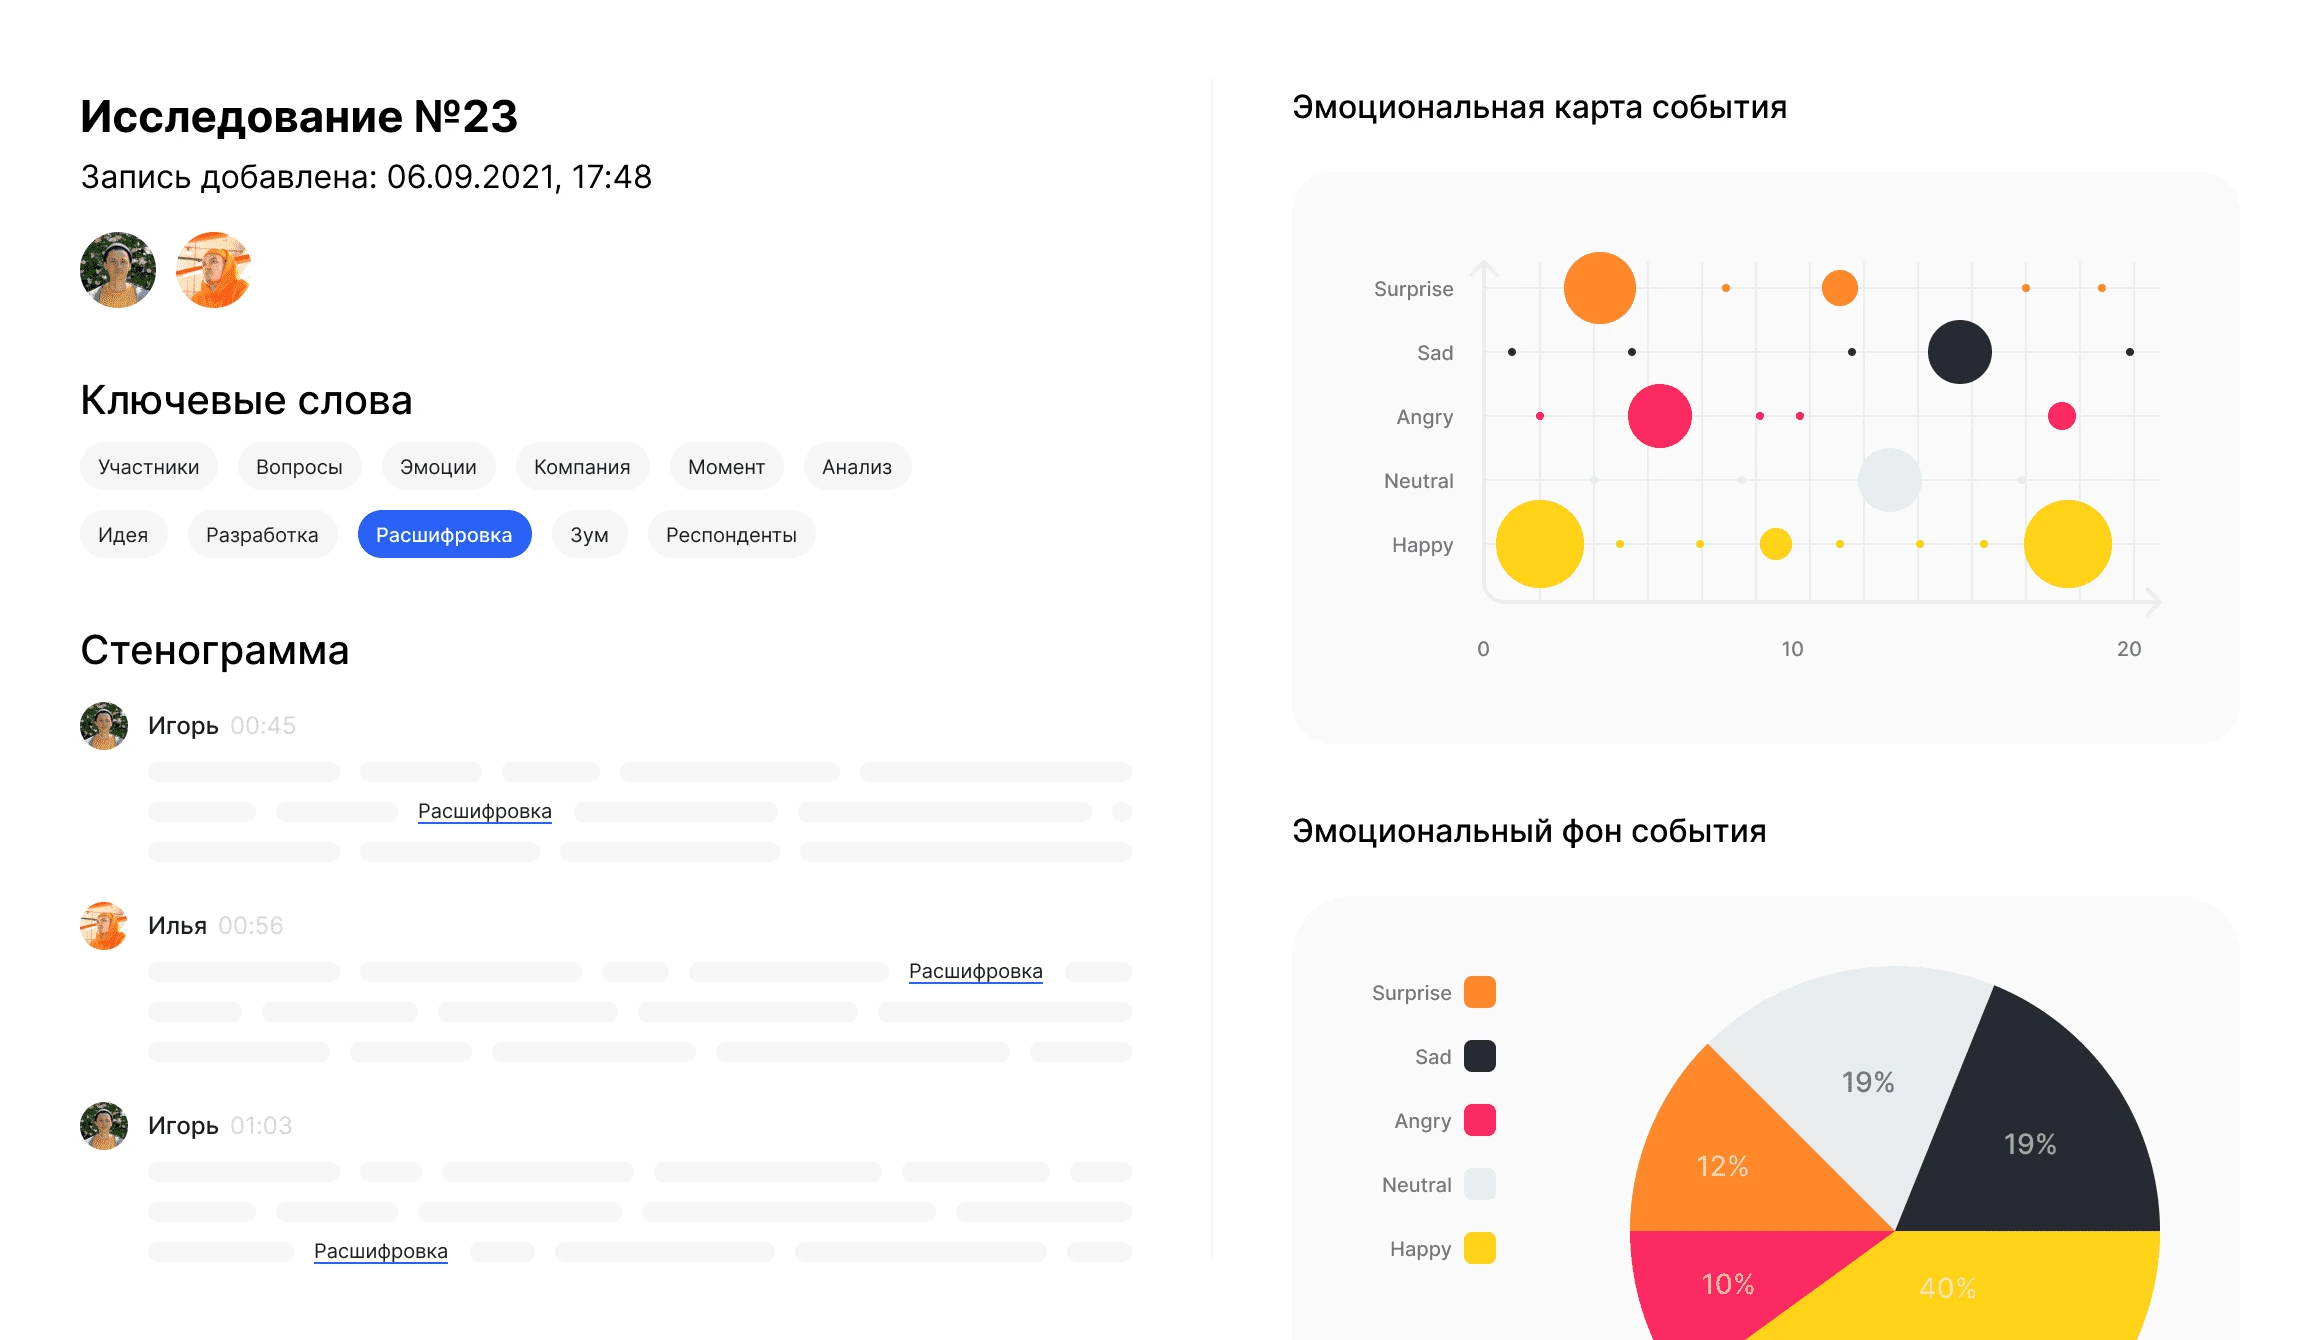 Исследование №23
Запись добавлена: 06.09.2021, 17:48
Ключевые слова
Участники Вопросы Эмоции Компания Момент Анализ
Идея Разработка Расшифровка Зум Респонденты
Стенограмма
Игорь 00:45
Расшифровка
Илья 00:56
Расшифровка
Игорь 01:03
Расшифровка
Эмоциональная карта события
Surprise
Sad
Angry
Neutral
Happy
0 10 20
Эмоциональный фон события
Surprise
Sad
Angry
Neutral
Happy
19%
19%
12%
10%
40%